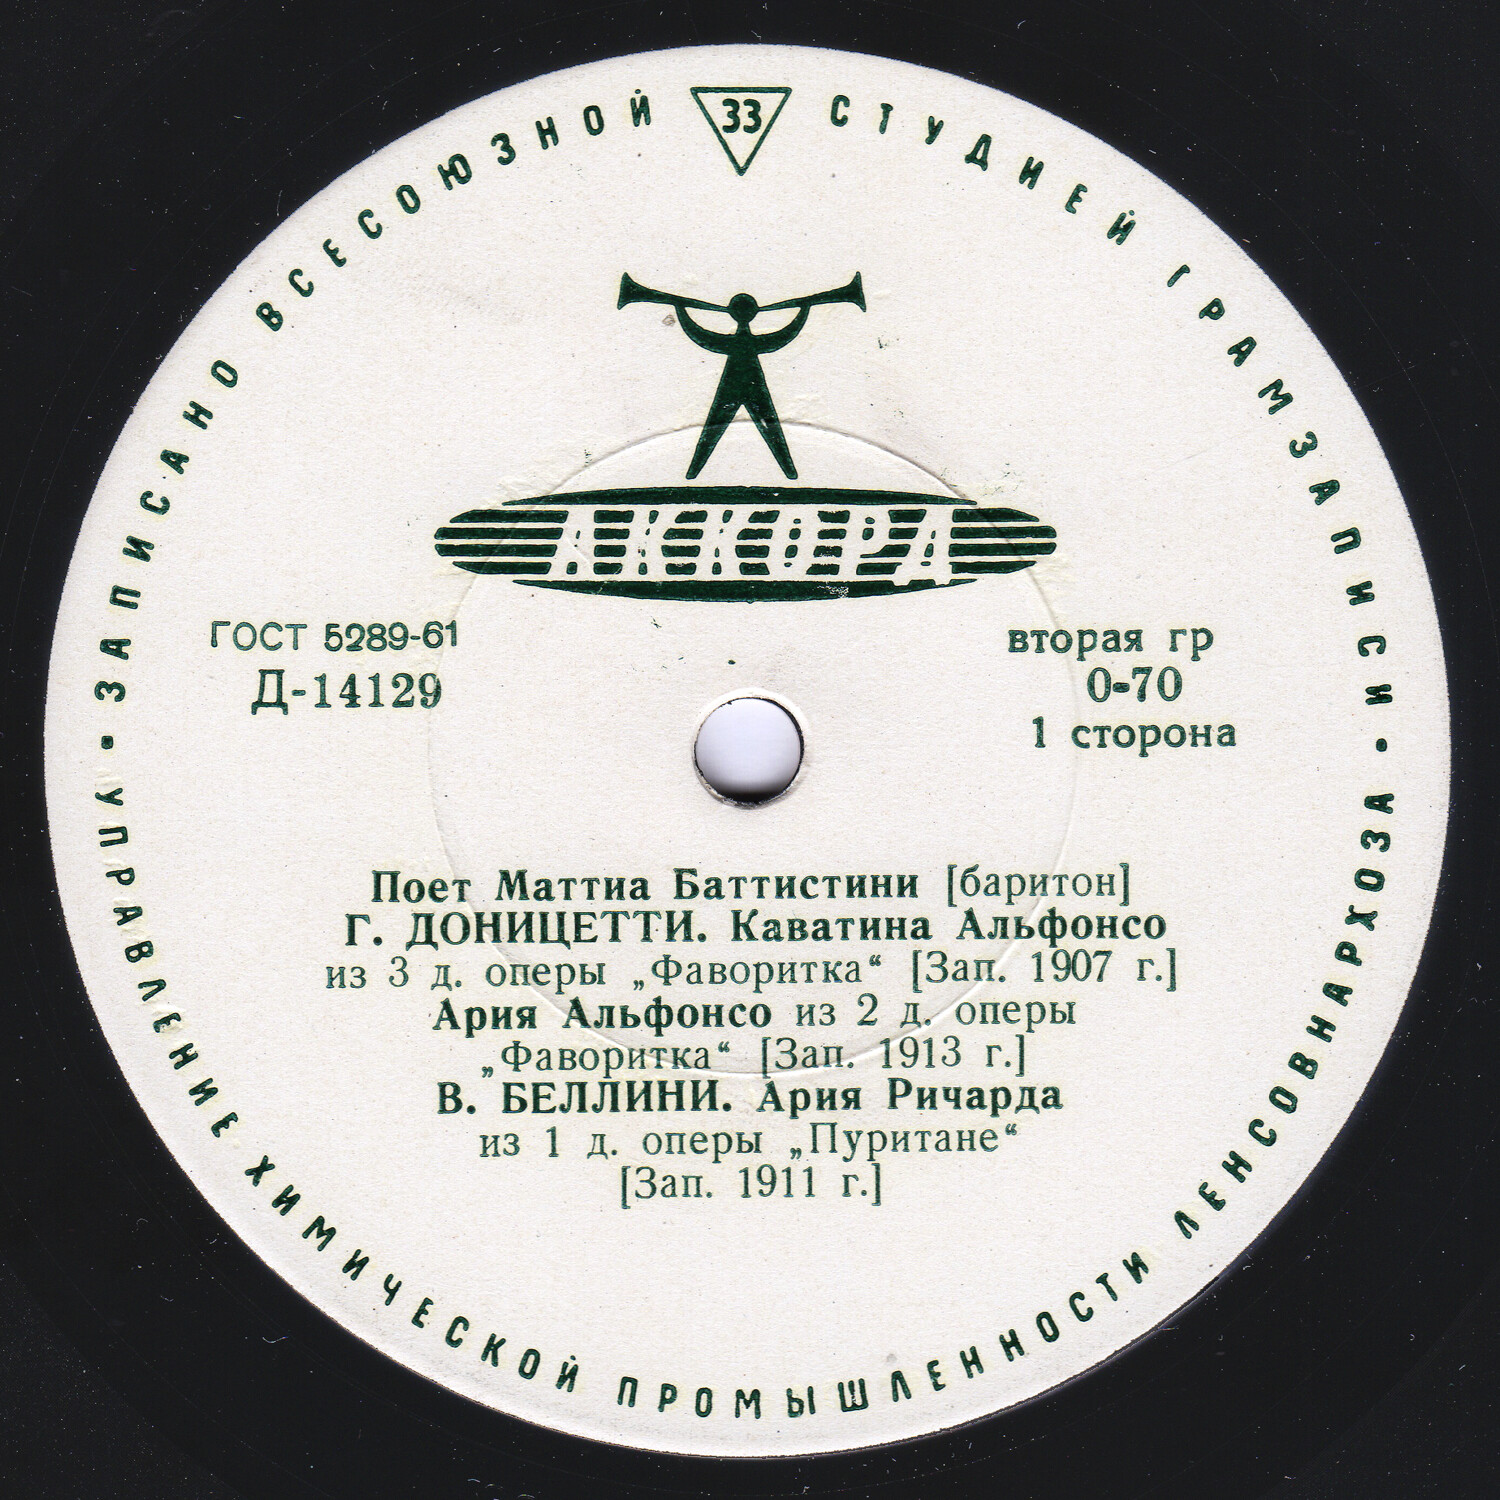 ЗАПИСАНО ВСЕСОЮЗНОЙ СТУДИЕЙ ГРАМЗАПИСИ •
33
АККОРД
ГОСТ 5289-61
Д-14129
вторая гр
0-70
1 сторона
Поет Маттиа Баттистини [баритон]
Г. ДОНИЦЕТТИ. Каватина Альфонсо
из 3 д. оперы „Фаворитка“ [Зап. 1907 г.]
Ария Альфонсо из 2 д. оперы
„Фаворитка“ [Зап. 1913 г.]
В. БЕЛЛИНИ. Ария Ричарда
из 1 д. оперы „Пуритане“
[Зап. 1911 г.]
УПРАВЛЕНИЕ ХИМИЧЕСКОЙ ПРОМЫШЛЕННОСТИ ЛЕНСОВНАРХОЗА •